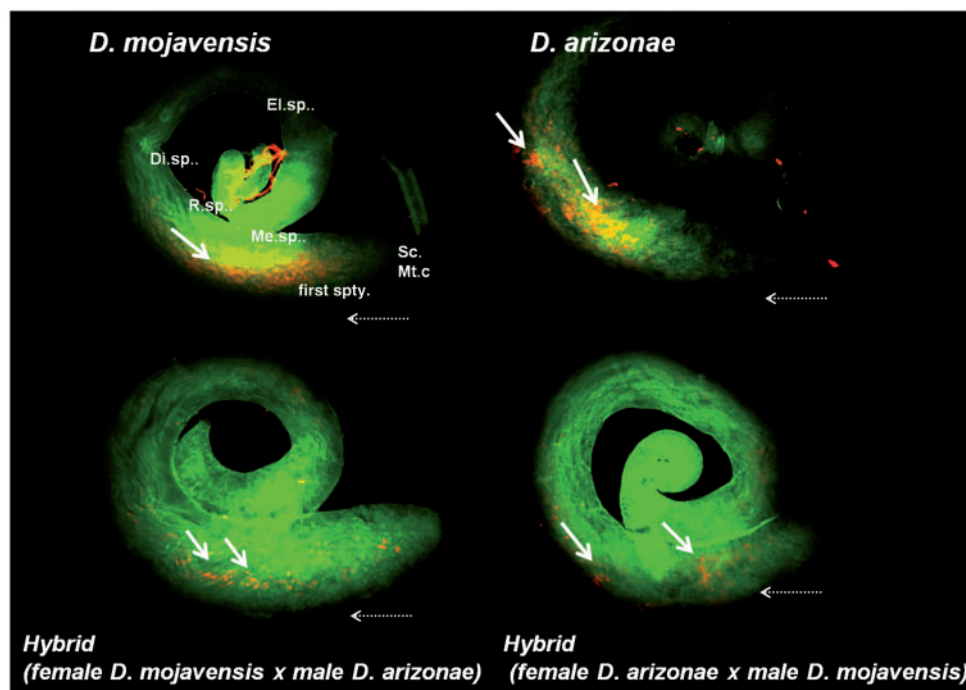 D. mojavensis
D. arizonae
El.sp..
Di.sp..
R.sp..
Me.sp..
Sc.
Mt.c
first spty.
Hybrid
(female D. mojavensis x male D. arizonae)
Hybrid
(female D. arizonae x male D. mojavensis)